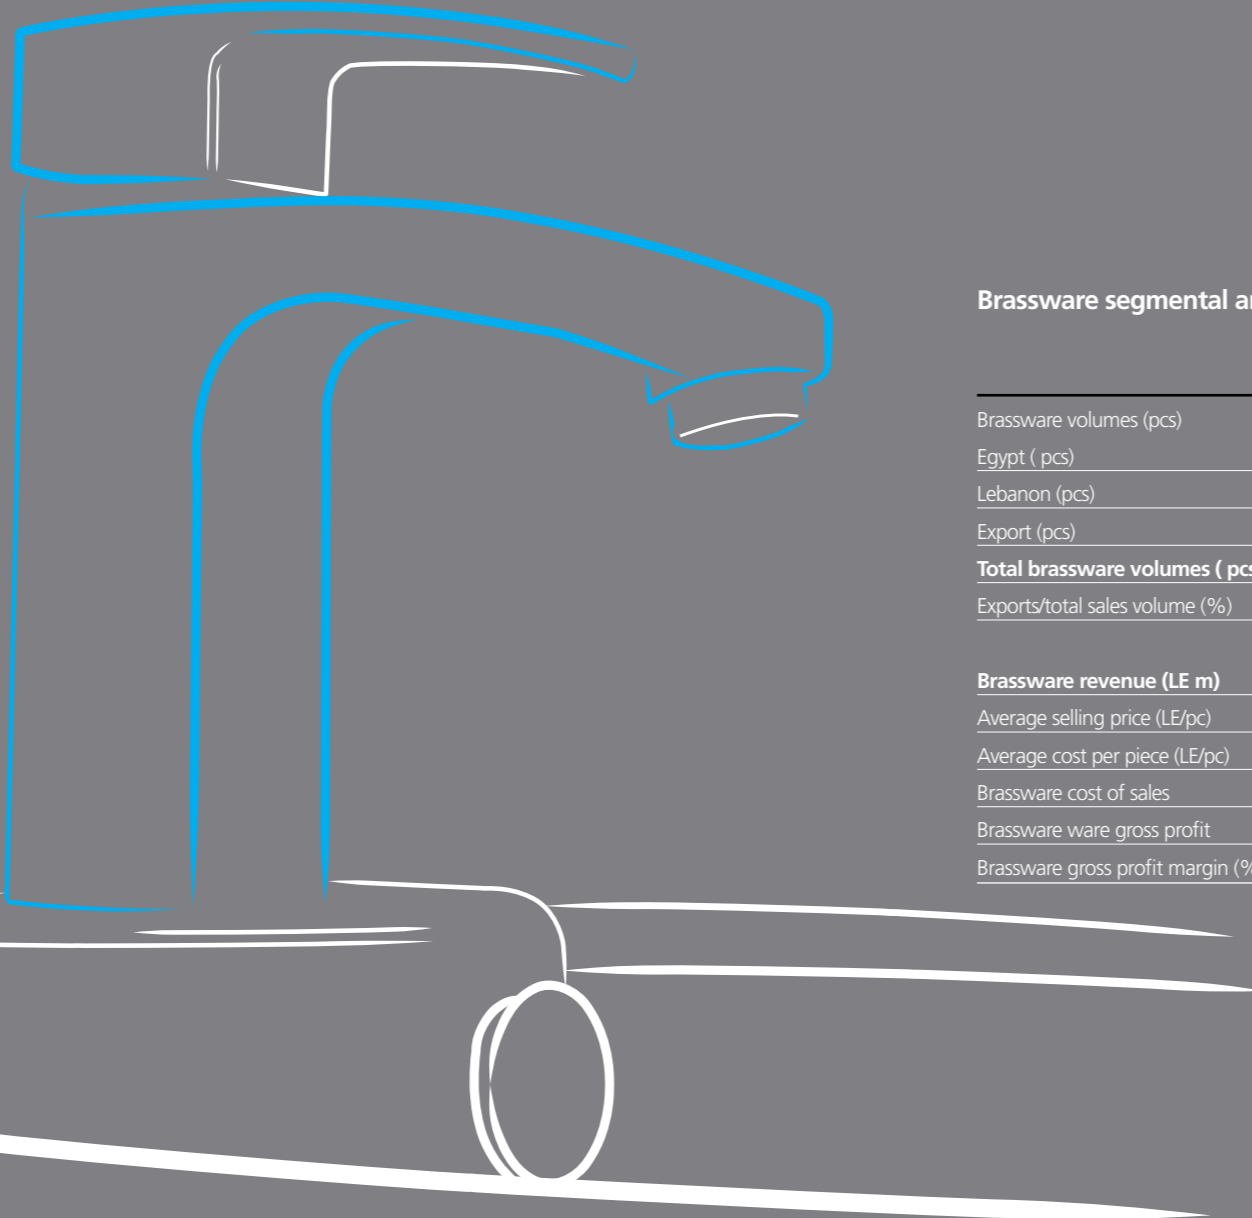 Brassware segmental
Brassware volumes (pcs)
Egypt ( pcs)
Lebanon (pcs)
Export (pcs)
Total brassware volumes ( pcs
Exports/total sales volume (%)
Brassware revenue (LE m)
Average selling price (LE/pc)
Average cost per piece (LE/pc)
Brassware cost of sales
Brassware ware gross profit
Brassware gross profit margin (%